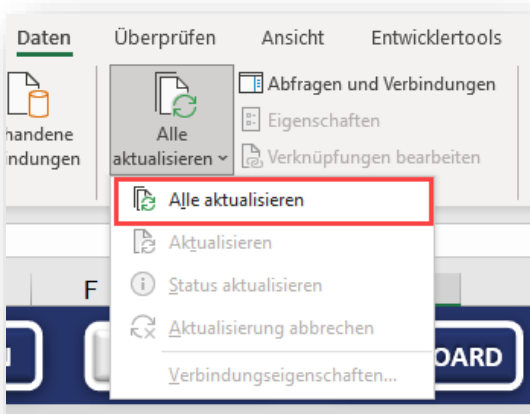 Daten Überprüfen Ansicht Entwicklertools
Abfragen und Verbindungen
handene Alle Eigenschaften
indungen aktualisieren Verknüpfungen bearbeiten
Alle aktualisieren
Aktualisieren
F Status aktualisieren
Aktualisierung abbrechen
OARD
Verbindungseigenschaften...